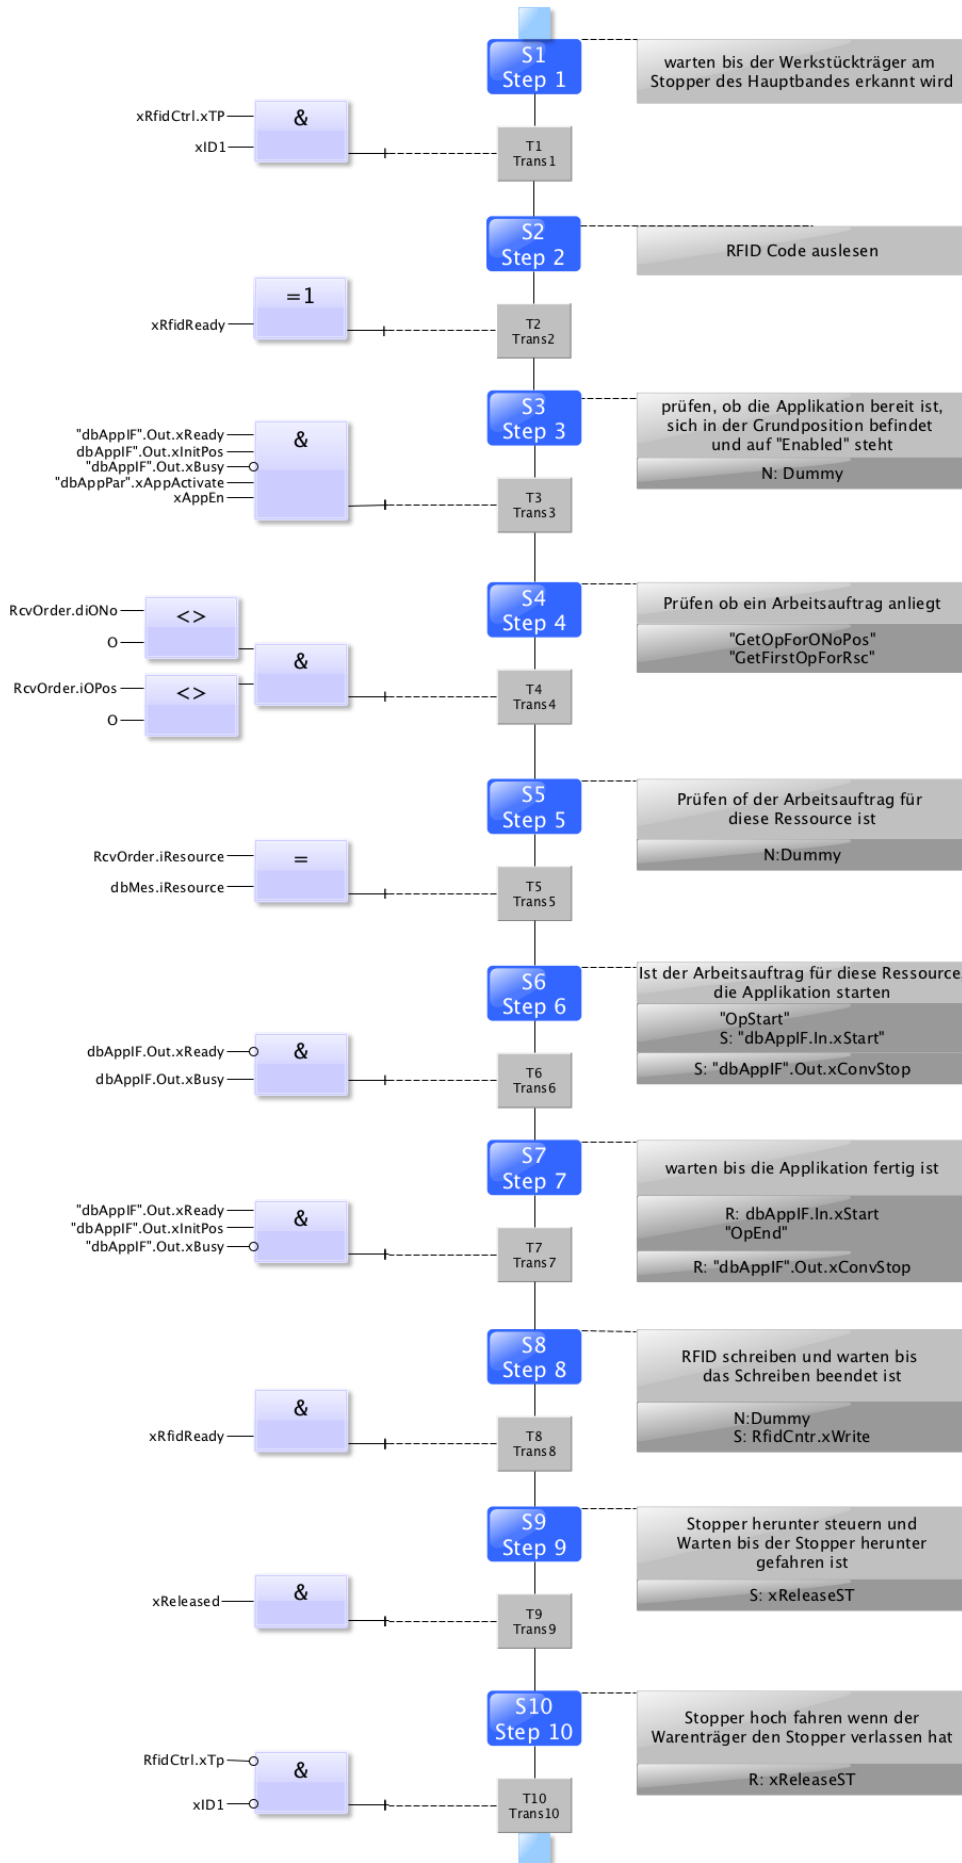 S1
Step 1
warten bis der Werkstückträger am
Stopper des Hauptbandes erkannt wird
xRfidCtrl.xTP
xID1
&
T1
Trans1
S2
Step 2
RFID Code auslesen
=1
xRfidReady
T2
Trans2
S3
Step 3
prüfen, ob die Applikation bereit ist,
sich in der Grundposition befindet
und auf "Enabled" steht
N: Dummy
"dbAppIF".Out.xReady
dbAppIF".Out.xInitPos
"dbAppIF".Out.xBusy
"dbAppPar".xAppActivate
xAppEn
&
T3
Trans3
S4
Step 4
Prüfen ob ein Arbeitsauftrag anliegt
"GetOpForONoPos"
"GetFirstOpForRsc"
RcvOrder.diONo
O
<>
RcvOrder.iOPos
O
<>
&
T4
Trans4
S5
Step 5
Prüfen of der Arbeitsauftrag für
diese Ressource ist
N:Dummy
RcvOrder.iResource
dbMes.iResource
=
T5
Trans5
S6
Step 6
Ist der Arbeitsauftrag für diese Ressource
die Applikation starten
"OpStart"
S: "dbAppIF.In.xStart"
S: "dbAppIF".Out.xConvStop
dbAppIF.Out.xReady
dbAppIF.Out.xBusy
&
T6
Trans6
S7
Step 7
warten bis die Applikation fertig ist
R: dbAppIF.In.xStart
"OpEnd"
R: "dbAppIF".Out.xConvStop
"dbAppIF".Out.xReady
"dbAppIF".Out.xInitPos
"dbAppIF".Out.xBusy
&
T7
Trans7
S8
Step 8
RFID schreiben und warten bis
das Schreiben beendet ist
N:Dummy
S: RfidCntr.xWrite
&
xRfidReady
T8
Trans8
S9
Step 9
Stopper herunter steuern und
Warten bis der Stopper herunter
gefahren ist
S: xReleaseST
&
xReleased
T9
Trans9
S10
Step 10
Stopper hoch fahren wenn der
Warenträger den Stopper verlassen hat
R: xReleaseST
RfidCtrl.xTp
xID1
&
T10
Trans10